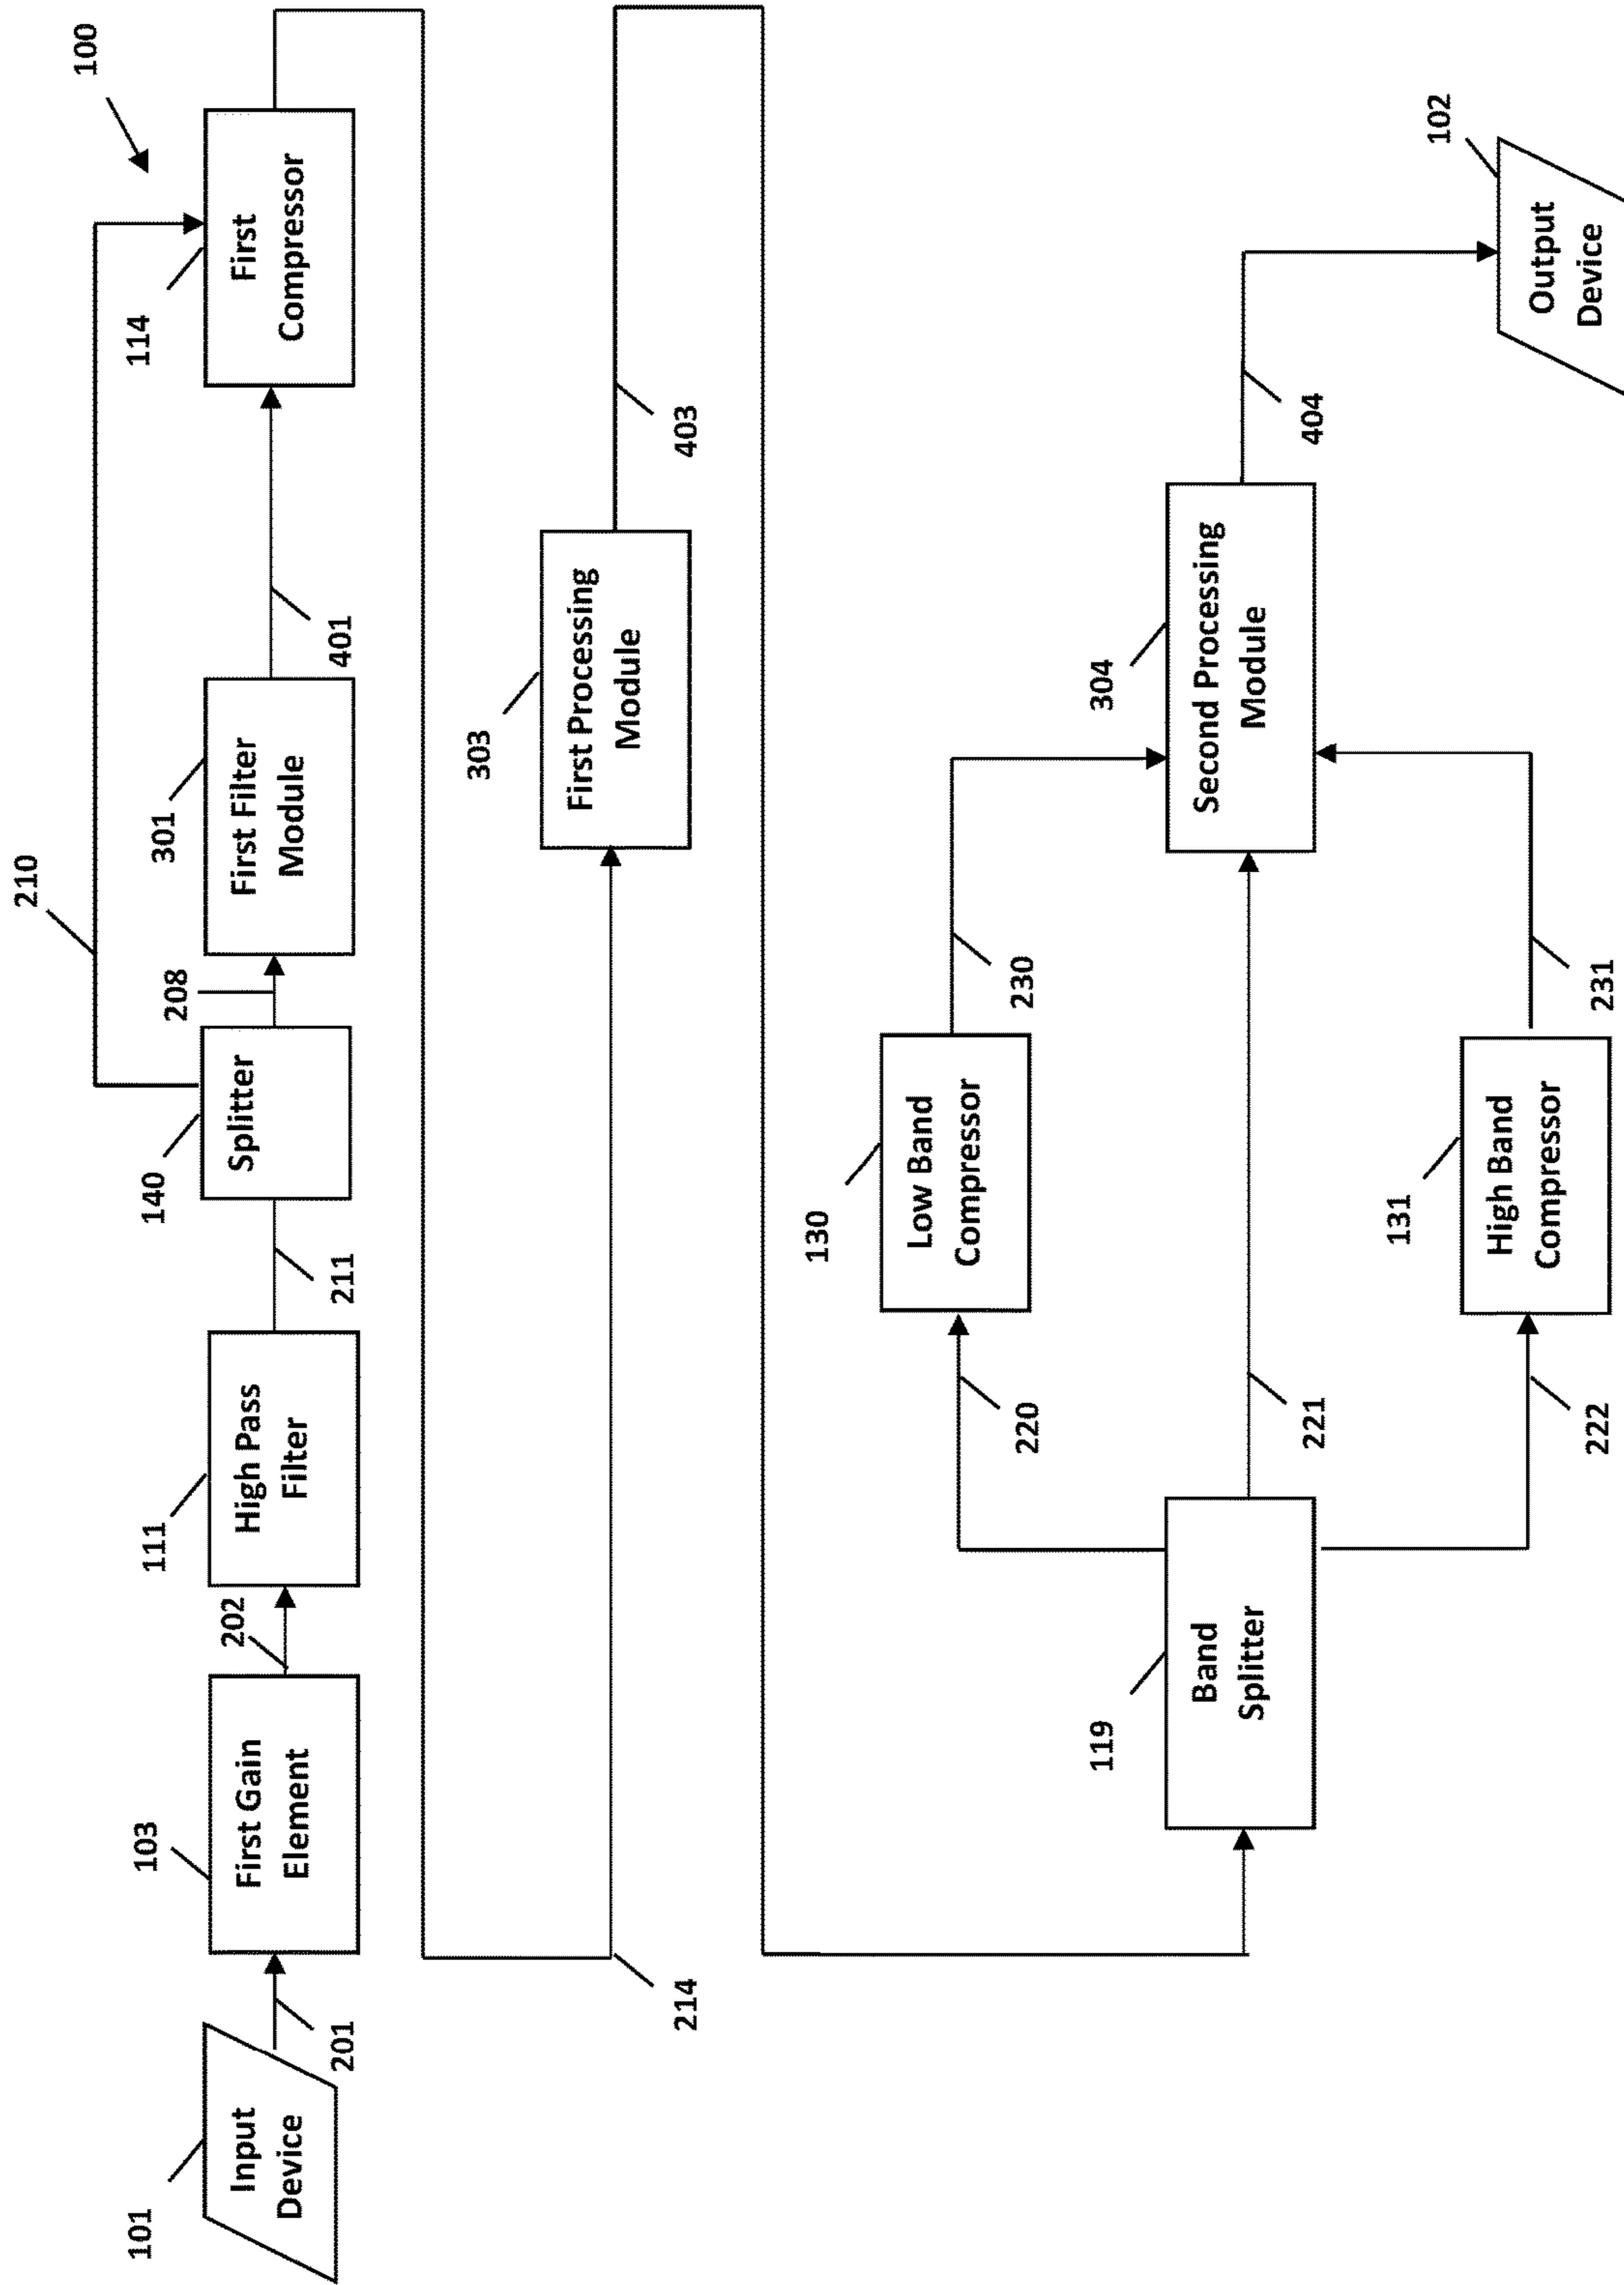 100
210
101
Input
Device
201
103
First Gain
Element
202
111
High Pass
Filter
211
140
Splitter
208
301
First Filter
Module
401
114
First
Compressor
214
303
First Processing
Module
403
119
Band
Splitter
220
221
222
130
Low Band
Compressor
230
131
High Band
Compressor
231
304
Second Processing
Module
404
102
Output
Device